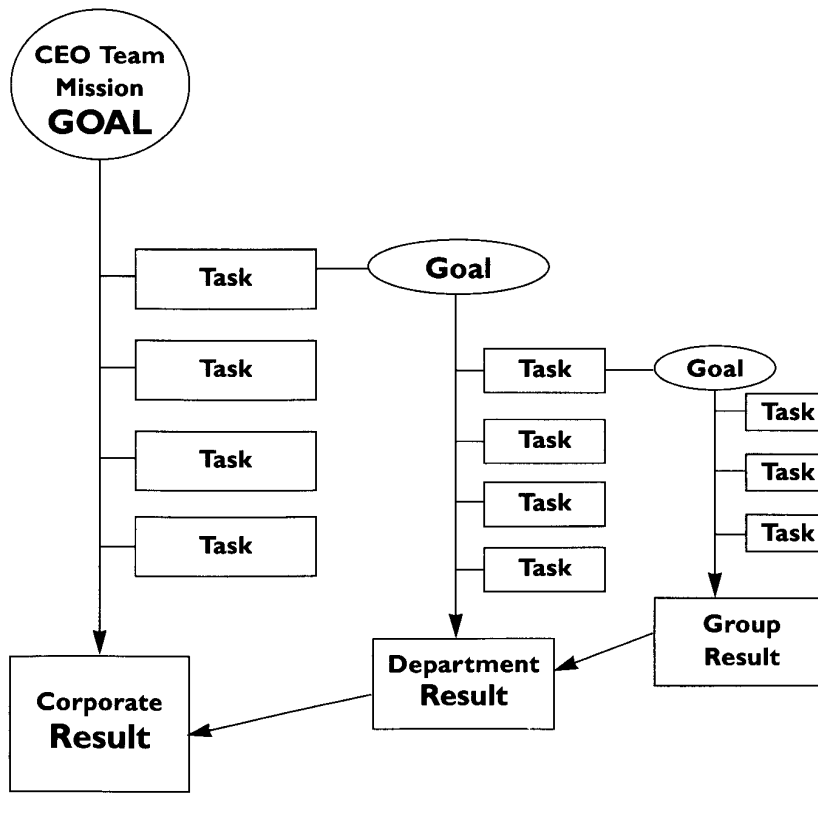 CEO Team
Mission
GOAL
Task
Task
Task
Task
Goal
Task
Task
Task
Task
Goal
Task
Task
Task
Group
Result
Department
Result
Corporate
Result